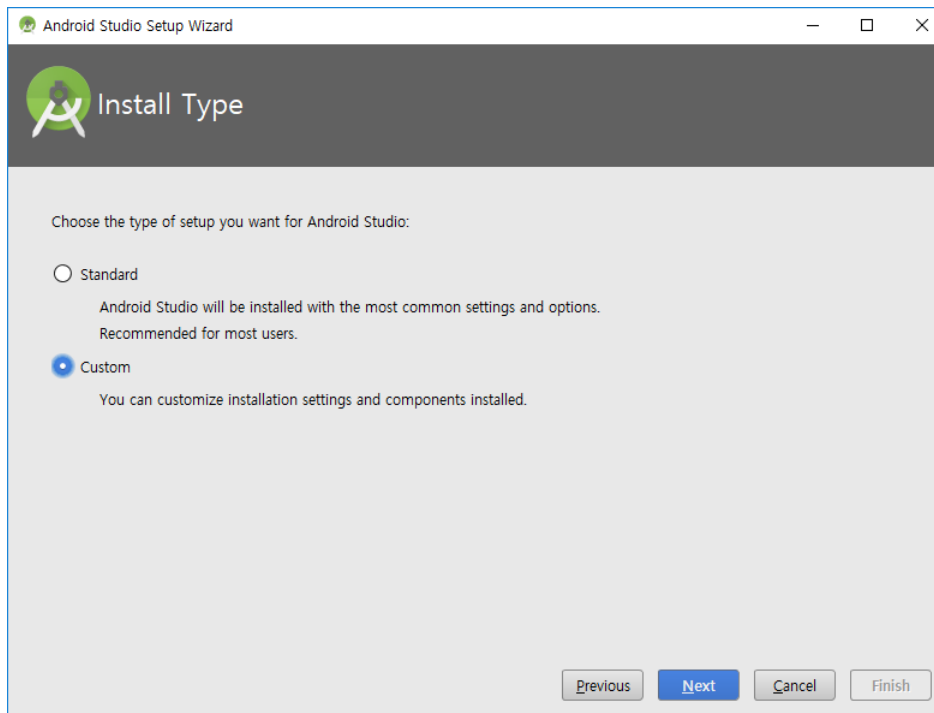 Android Studio Setup Wizard
Install Type
Choose the type of setup you want for Android Studio:
Standard
Android Studio will be installed with the most common settings and options.
Recommended for most users.
Custom
You can customize installation settings and components installed.
Previous Next Cancel Finish